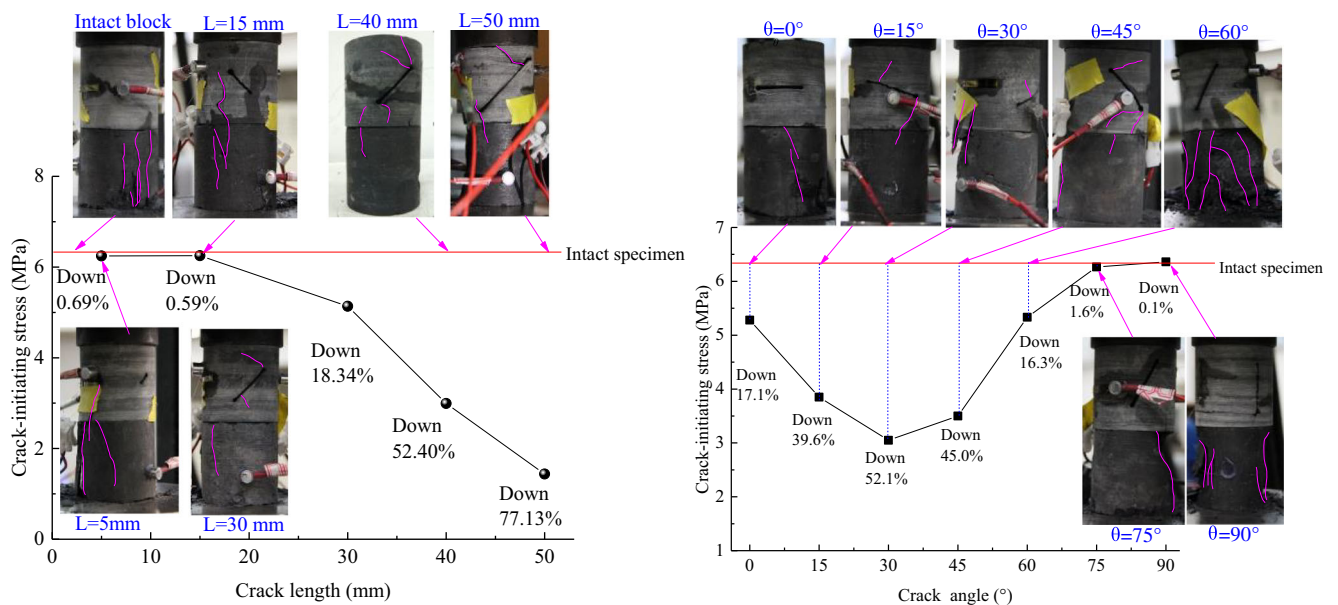 Intact block
L=15 mm
L=40 mm
L=50 mm
8
6
4
2
0
Crack-initiating stress (MPa)
Intact specimen
Down
0.69%
Down
0.59%
Down
18.34%
Down
52.40%
Down
77.13%
L=5mm
L=30 mm
0
10
20
30
40
50
Crack length (mm)
θ=0°
θ=15°
θ=30°
θ=45°
θ=60°
7
6
5
4
3
2
1
Crack-initiating stress (MPa)
Intact specimen
Down
17.1%
Down
39.6%
Down
52.1%
Down
45.0%
Down
16.3%
Down
1.6%
Down
0.1%
θ=75°
θ=90°
0
15
30
45
60
75
90
Crack angle (°)